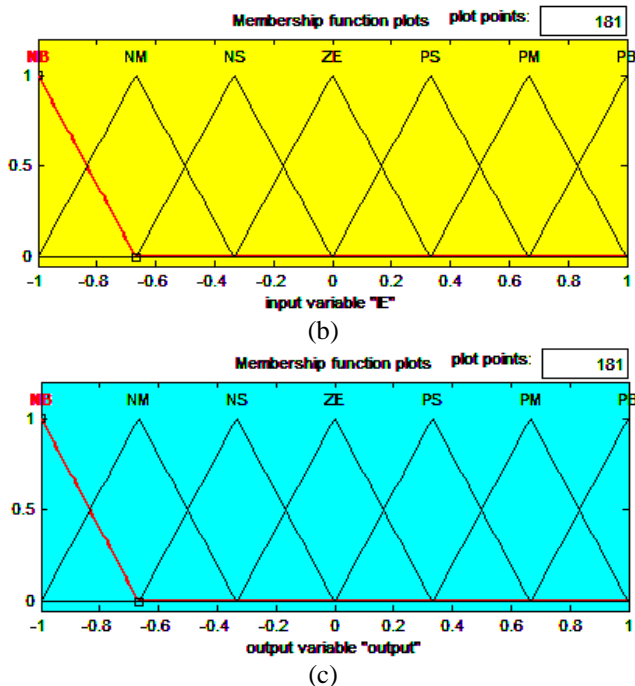 Membership function plots plot points: 181
NB NM NS ZE PS PM PB
1
0.5
0
-1 -0.8 -0.6 -0.4 -0.2 0 0.2 0.4 0.6 0.8 1
input variable "IE"
(b)
Membership function plots plot points: 181
NB NM NS ZE PS PM PB
1
0.5
0
-1 -0.8 -0.6 -0.4 -0.2 0 0.2 0.4 0.6 0.8 1
output variable "output"
(c)